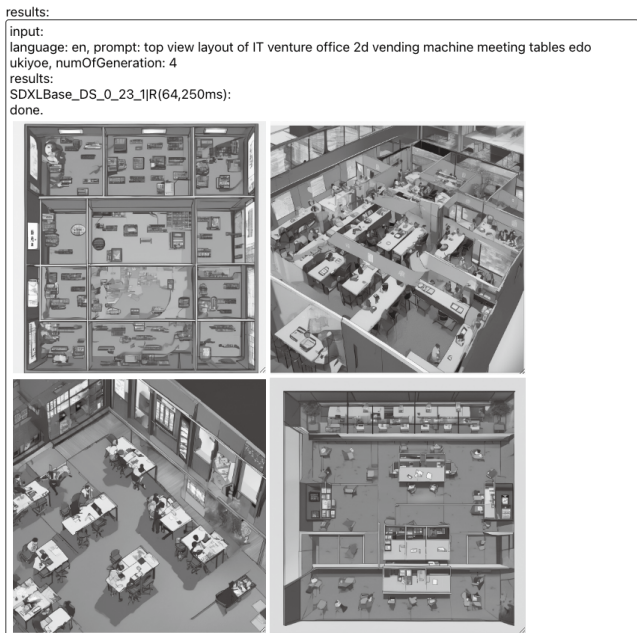 results:
input:
language: en, prompt: top view layout of IT venture office 2d vending machine meeting tables edo
ukiyoe, numOfGeneration: 4
results:
SDXLBase_DS_0_23_1|R(64,250ms):
done.